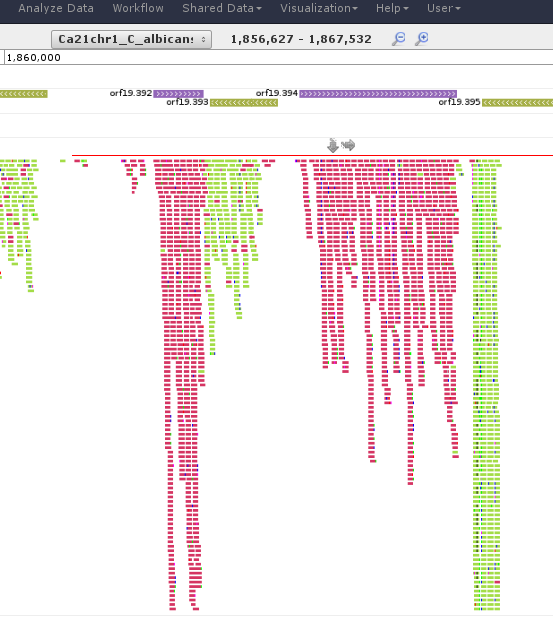 Analyze Data Workflow Shared Data Visualization Help User
Ca21chr1_C_albican: 1,856,627 - 1,867,532
1,860,000
orf19.392 orf19.394
orf19.393 orf19.395